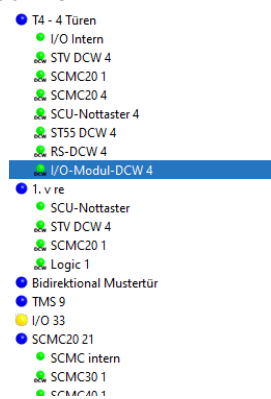 T4 - 4 Türen
I/O Intern
STV DCW 4
SCMC20 1
SCMC20 4
SCU-Nottaster 4
ST55 DCW 4
RS-DCW 4
I/O-Modul-DCW 4
1. v re
SCU-Nottaster
STV DCW 4
SCMC20 1
Logic 1
Bidirektional Mustertür
TMS 9
I/O 33
SCMC20 21
SCMC intern
SCMC30 1
SCMC40 1